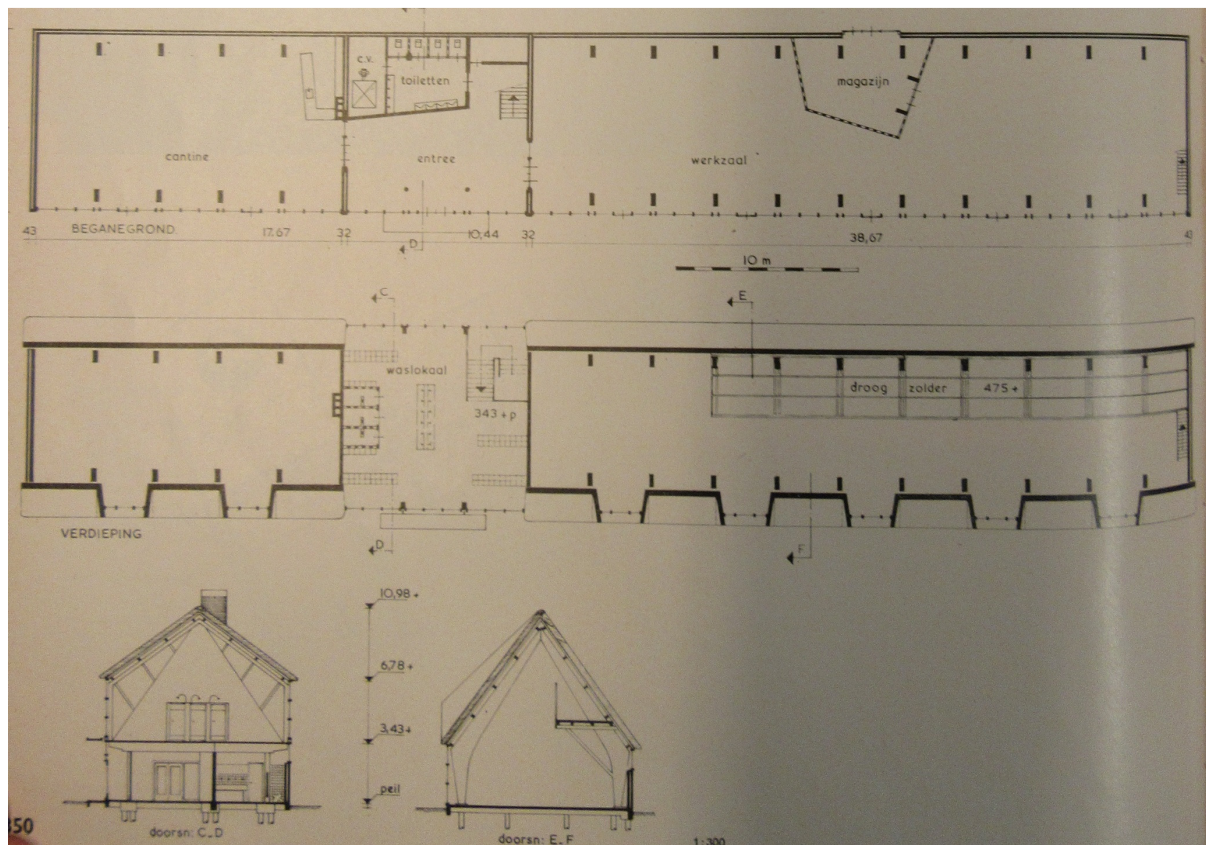 c.v.
toiletten
magazijn
cantine
entree
werkzaal
43 BEGANEGROND 17.67 32 D 10,44 32 38,67 43
10 m
C
E
waslokaal
droog zolder 475+
343+p
VERDIEPING
D
F
10,98+
6,78+
3,43+
peil
350
doorsn: C_D
doorsn: E_F
1:300